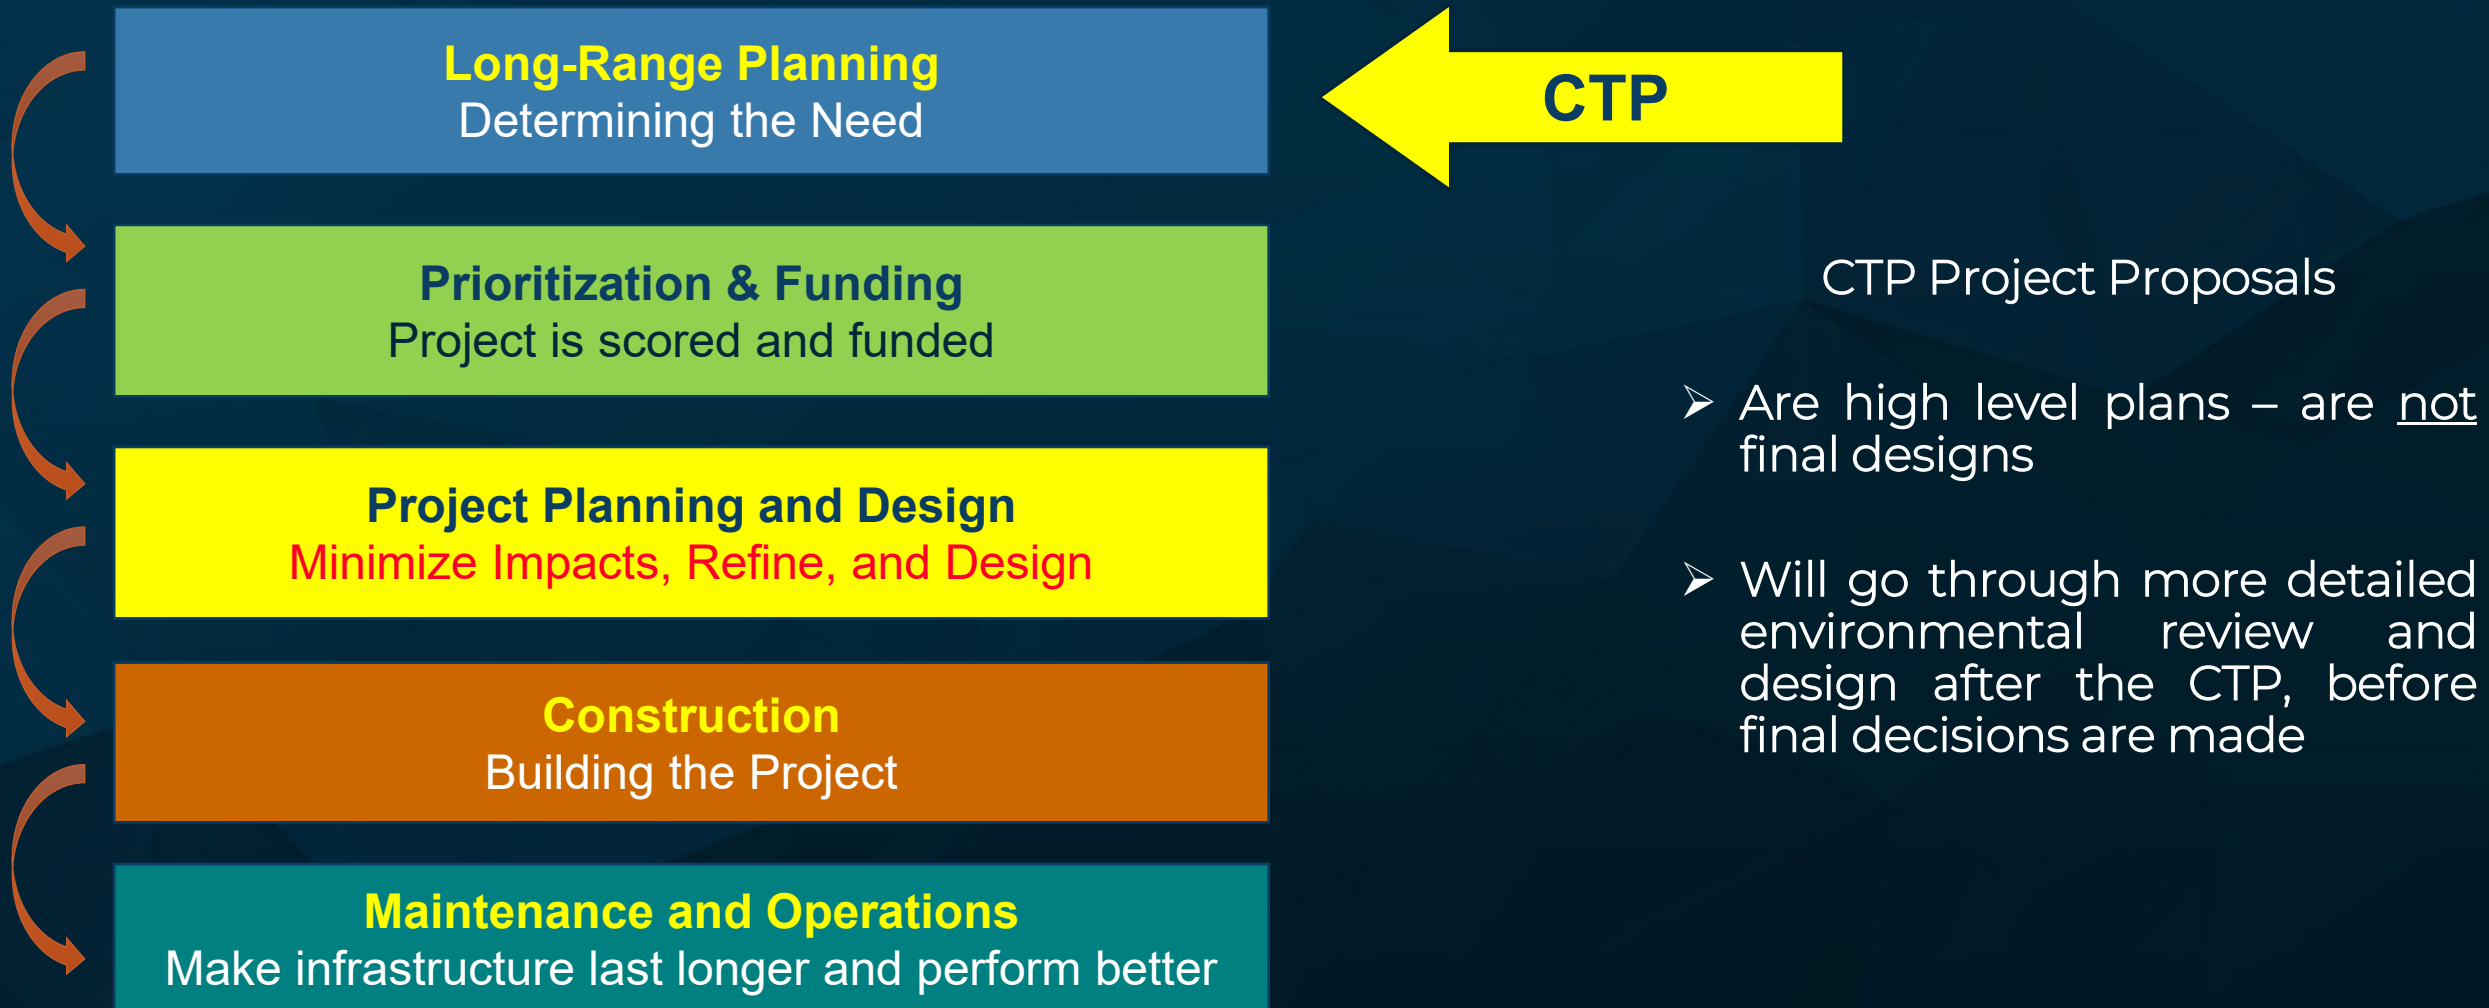 Long-Range Planning
Determining the Need
CTP
Prioritization & Funding
Project is scored and funded
Project Planning and Design
Minimize Impacts, Refine, and Design
Construction
Building the Project
Maintenance and Operations
Make infrastructure last longer and perform better
CTP Project Proposals
➢ Are high level plans – are not
final designs
➢ Will go through more detailed
environmental review and
design after the CTP, before
final decisions are made